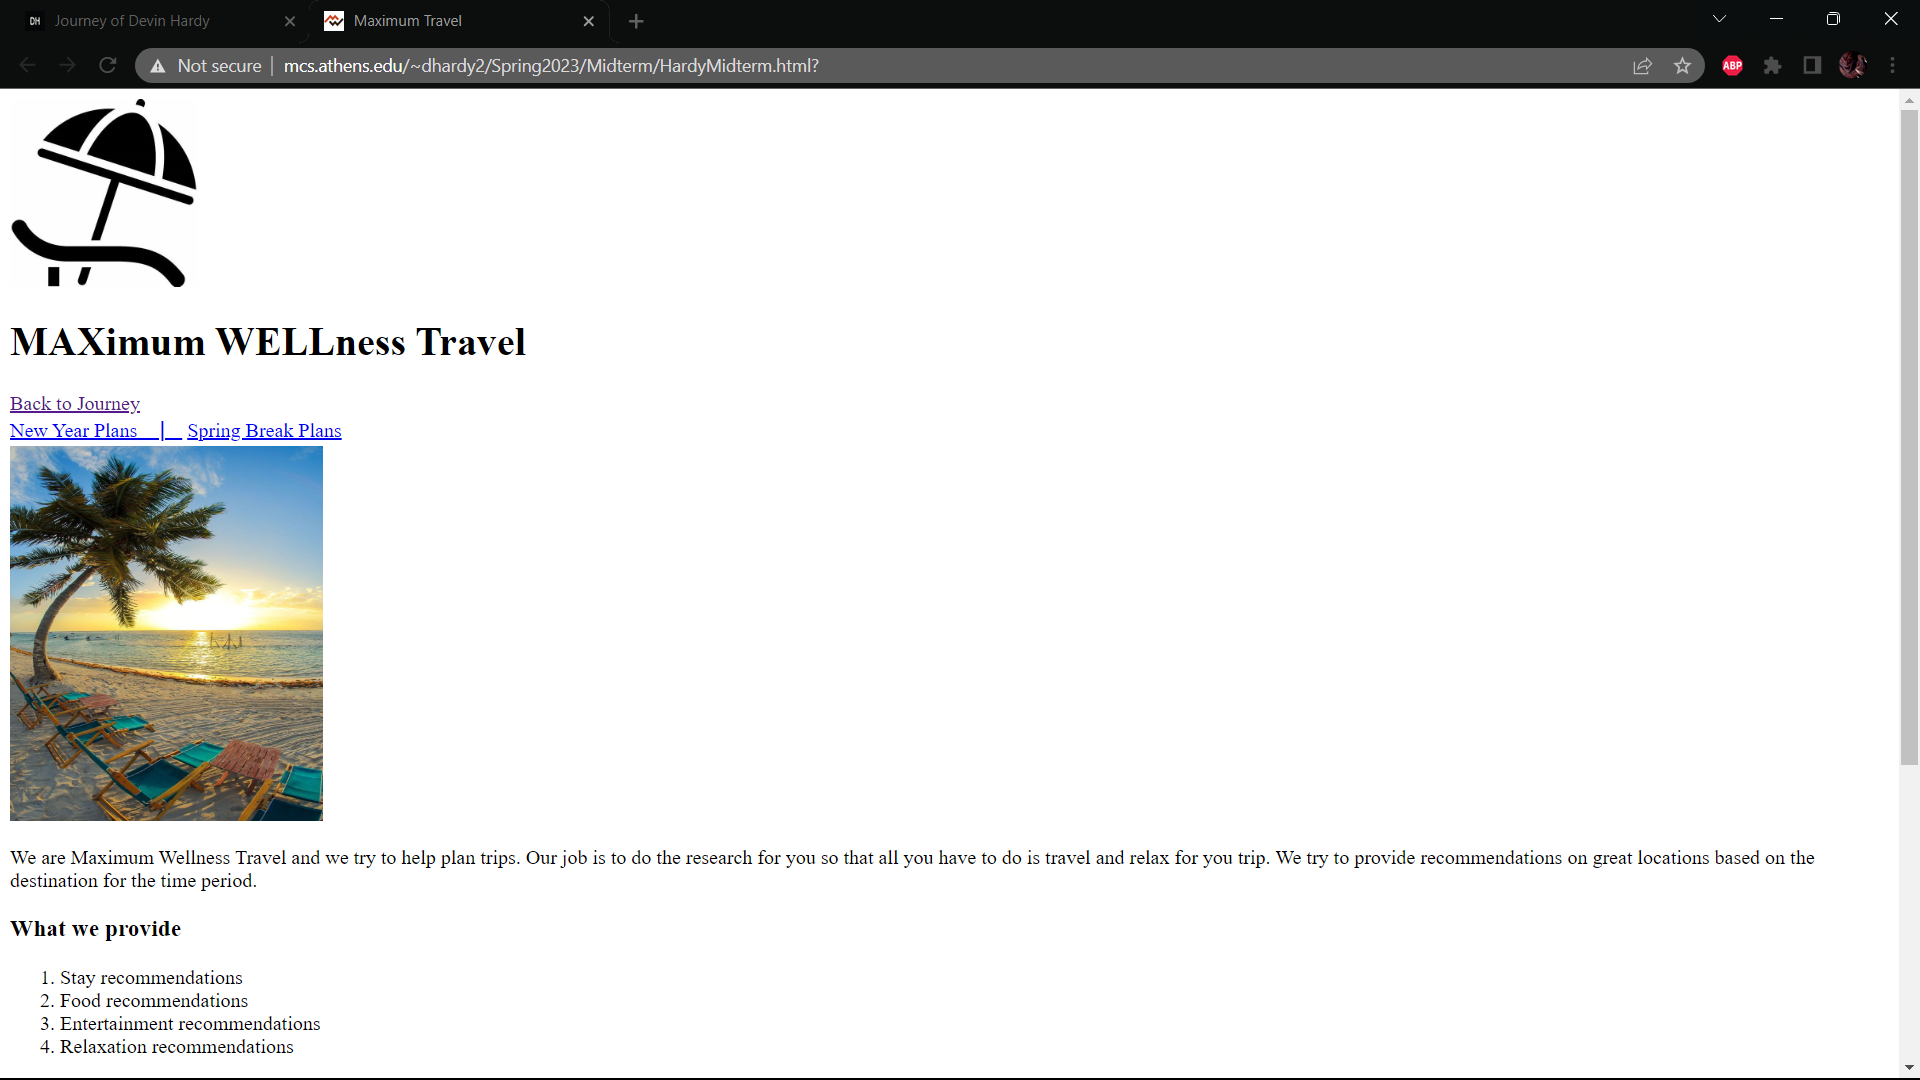 DH Journey of Devin Hardy
Maximum Travel
Not secure mcs.athens.edu/~dhardy2/Spring2023/Midterm/HardyMidterm.html?
ABP
MAXimum WELLness Travel
Back to Journey
New Year Plans | Spring Break Plans
We are Maximum Wellness Travel and we try to help plan trips. Our job is to do the research for you so that all you have to do is travel and relax for you trip. We try to provide recommendations on great locations based on the
destination for the time period.
What we provide
1. Stay recommendations
2. Food recommendations
3. Entertainment recommendations
4. Relaxation recommendations